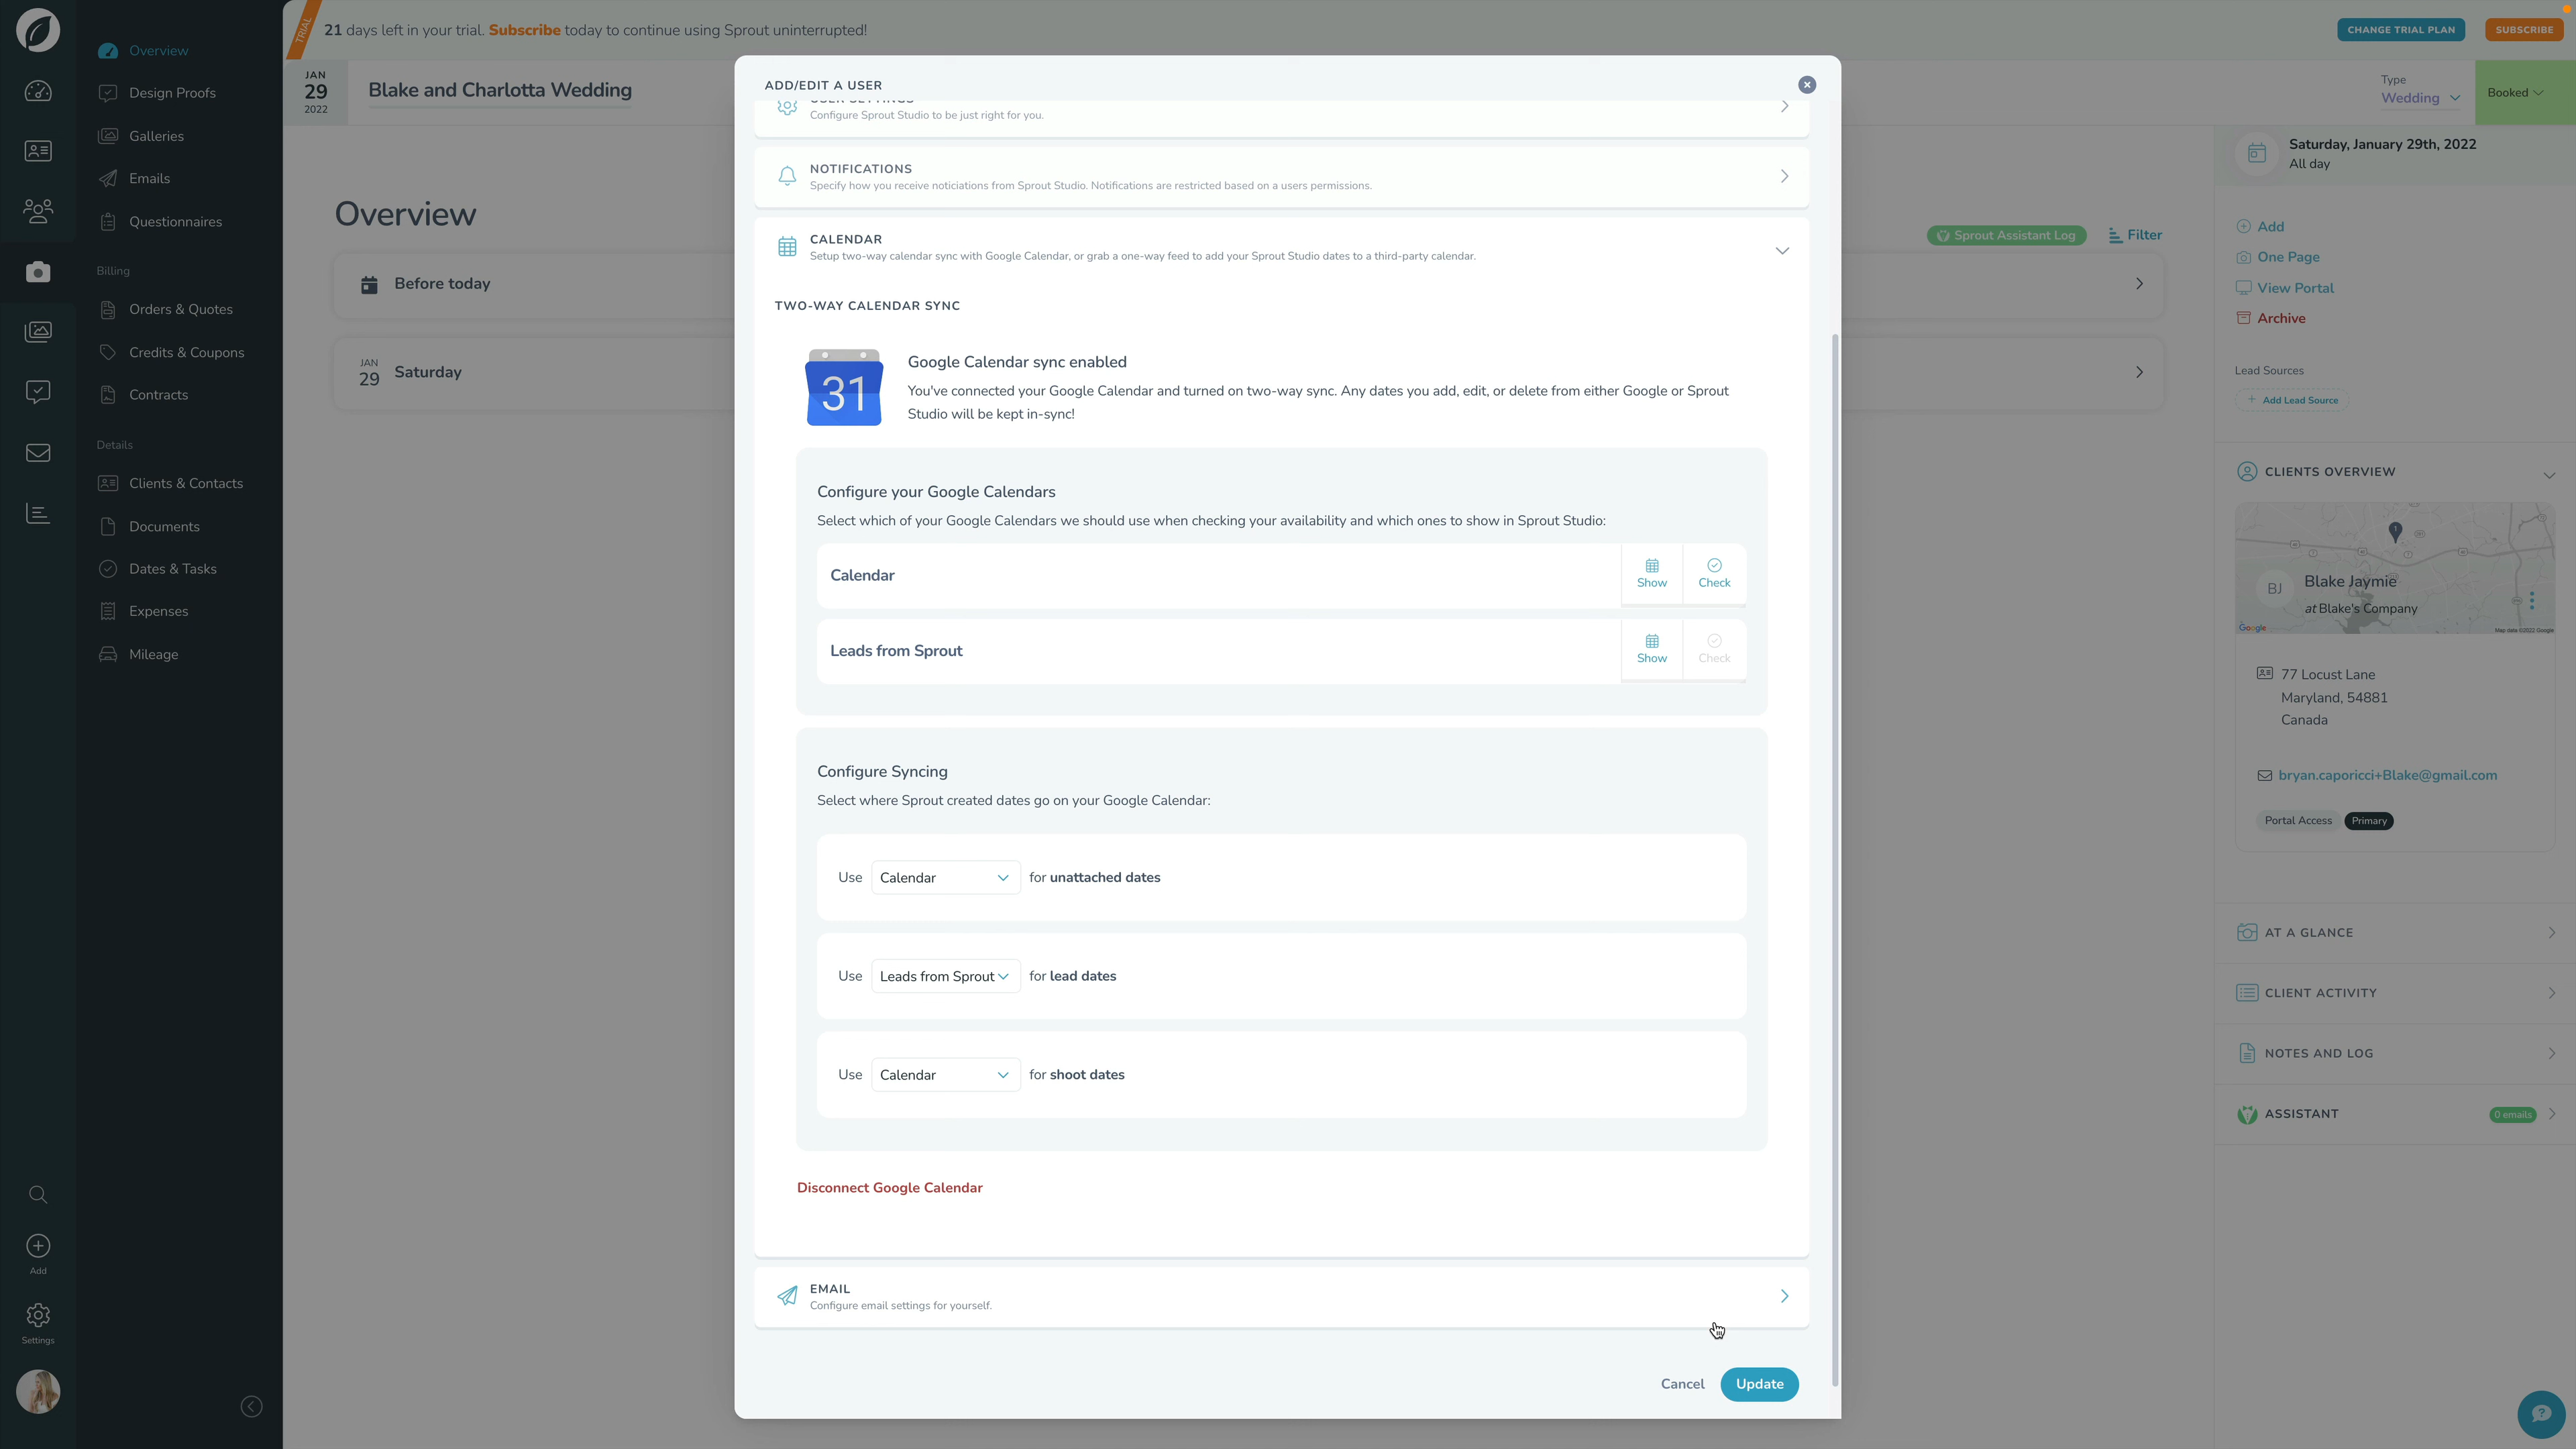 TRIAL
21 days left in your trial. Subscribe today to continue using Sprout uninterrupted!
CHANGE TRIAL PLAN
SUBSCRIBE
Overview
Design Proofs
Galleries
Emails
Questionnaires
Billing
Orders & Quotes
Credits & Coupons
Contracts
Details
Clients & Contacts
Documents
Dates & Tasks
Expenses
Mileage
Add
Settings
JAN
29
2022
Blake and Charlotta Wedding
Type
Wedding
Booked
Overview
Sprout Assistant Log
Filter
Before today
JAN
29
Saturday
ADD/EDIT A USER
USER SETTINGS
Configure Sprout Studio to be just right for you.
NOTIFICATIONS
Specify how you receive noticiations from Sprout Studio. Notifications are restricted based on a users permissions.
CALENDAR
Setup two-way calendar sync with Google Calendar, or grab a one-way feed to add your Sprout Studio dates to a third-party calendar.
TWO-WAY CALENDAR SYNC
31
Google Calendar sync enabled
You've connected your Google Calendar and turned on two-way sync. Any dates you add, edit, or delete from either Google or Sprout
Studio will be kept in-sync!
Configure your Google Calendars
Select which of your Google Calendars we should use when checking your availability and which ones to show in Sprout Studio:
Calendar
Show
Check
Leads from Sprout
Show
Check
Configure Syncing
Select where Sprout created dates go on your Google Calendar:
Use Calendar for unattached dates
Use Leads from Sprout for lead dates
Use Calendar for shoot dates
Disconnect Google Calendar
EMAIL
Configure email settings for yourself.
Cancel
Update
Saturday, January 29th, 2022
All day
Add
One Page
View Portal
Archive
Lead Sources
+ Add Lead Source
CLIENTS OVERVIEW
1
BJ
Blake Jaymie
at Blake's Company
Google
Map data ©2022 Google
77 Locust Lane
Maryland, 54881
Canada
bryan.caporicci+Blake@gmail.com
Portal Access
Primary
AT A GLANCE
CLIENT ACTIVITY
NOTES AND LOG
ASSISTANT
0 emails